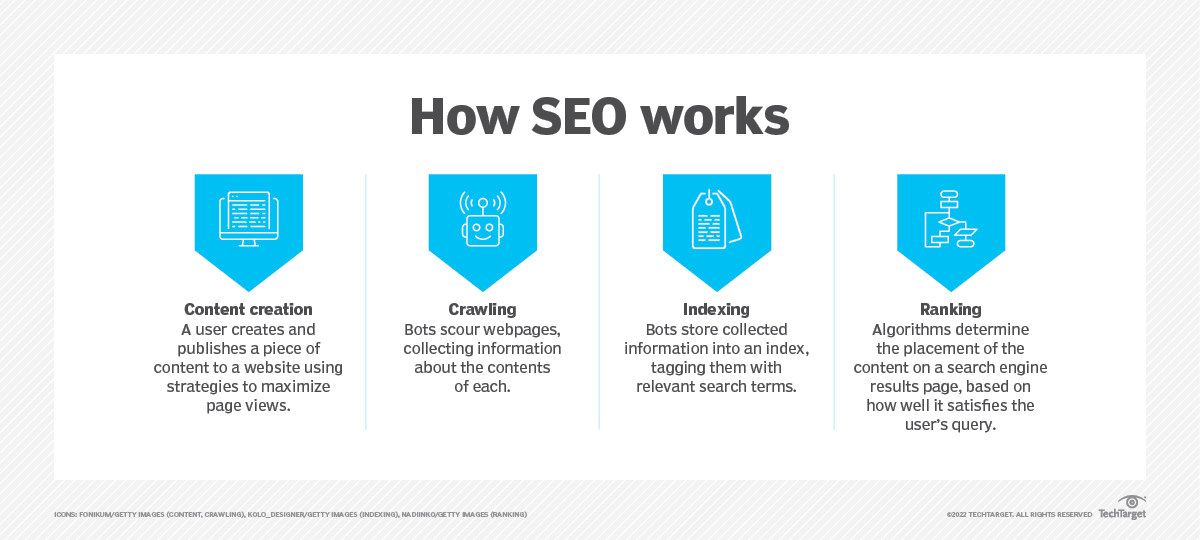 How SEO works
Content creation
A user creates and
publishes a piece of
content to a website using
strategies to maximize
page views.
Crawling
Bots scour webpages,
collecting information
about the contents
of each.
Indexing
Bots store collected
information into an index,
tagging them with
relevant search terms.
Ranking
Algorithms determine
the placement of the
content on a search engine
results page, based on
how well it satisfies the
user's query.
ICONS: FONIKUM/GETTY IMAGES (CONTENT, CRAWLING), KOLO_DESIGNER/GETTY IMAGES (INDEXING), NADIINKO/GETTY IMAGES (RANKING)
©2022 TECHTARGET. ALL RIGHTS RESERVED TechTarget